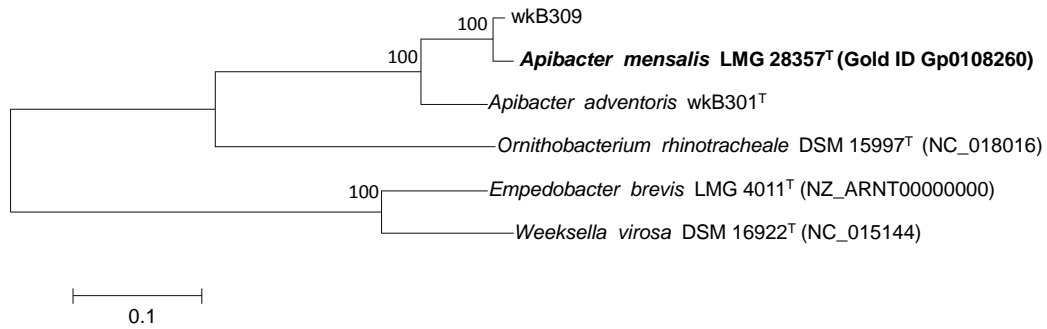 wkB309
100
Apibacter mensalis LMG 28357ᵀ (Gold ID Gp0108260)
100
Apibacter adventoris wkB301ᵀ
Ornithobacterium rhinotracheale DSM 15997ᵀ (NC_018016)
100
Empedobacter brevis LMG 4011ᵀ (NZ_ARNT00000000)
Weeksella virosa DSM 16922ᵀ (NC_015144)
0.1